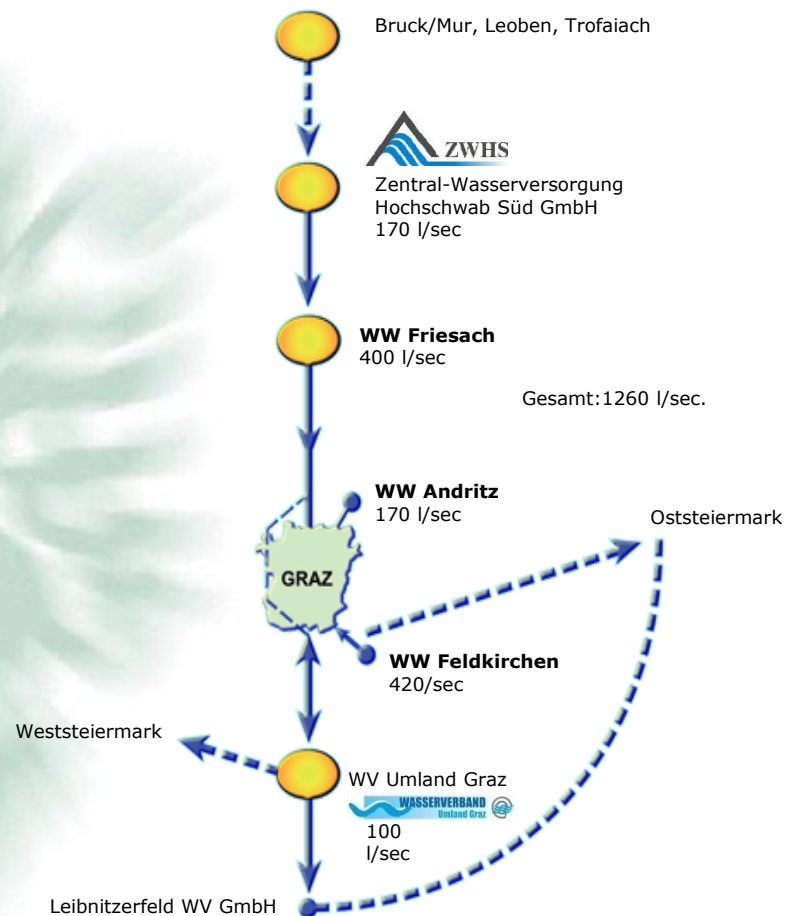 Bruck/Mur, Leoben, Trofaiach
ZWHS
Zentral-Wasserversorgung
Hochschwab Süd GmbH
170 l/sec
WW Friesach
400 l/sec
Gesamt:1260 l/sec.
WW Andritz
170 l/sec
Oststeiermark
GRAZ
WW Feldkirchen
420/sec
Weststeiermark
WV Umland Graz
WASSERVERBAND
Umland Graz
100
l/sec
Leibnitzerfeld WV GmbH